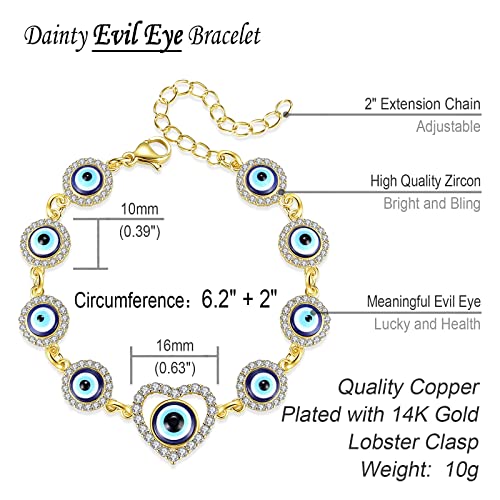 Dainty Evil Eye Bracelet
2" Extension Chain
Adjustable
High Quality Zircon
Bright and Bling
10mm
(0.39")
Circumference: 6.2" + 2"
Meaningful Evil Eye
Lucky and Health
16mm
(0.63")
Quality Copper
Plated with 14K Gold
Lobster Clasp
Weight: 10g